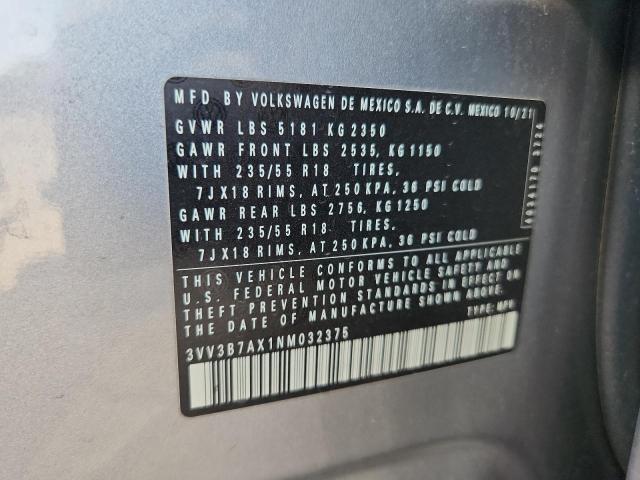 MFD. BY VOLKSWAGEN DE MEXICO S.A. DE C.V. MEXICO 10/21
GVWR LBS 5181 KG 2350
GAWR FRONT LBS 2535, KG 1150
WITH 235/55 R18 TIRES,
7JX18 RIMS, AT 250 KPA, 36 PSI COLD
GAWR REAR LBS 2756, KG 1250
WITH 235/55 R18 TIRES,
7JX18 RIMS, AT 250 KPA, 36 PSI COLD
THIS VEHICLE CONFORMS TO ALL APPLICABLE
U.S. FEDERAL MOTOR VEHICLE SAFETY AND
THEFT PREVENTION STANDARDS IN EFFECT ON
THE DATE OF MANUFACTURE SHOWN ABOVE.
3VV3B7AX1NM032375
TYPE: MPV